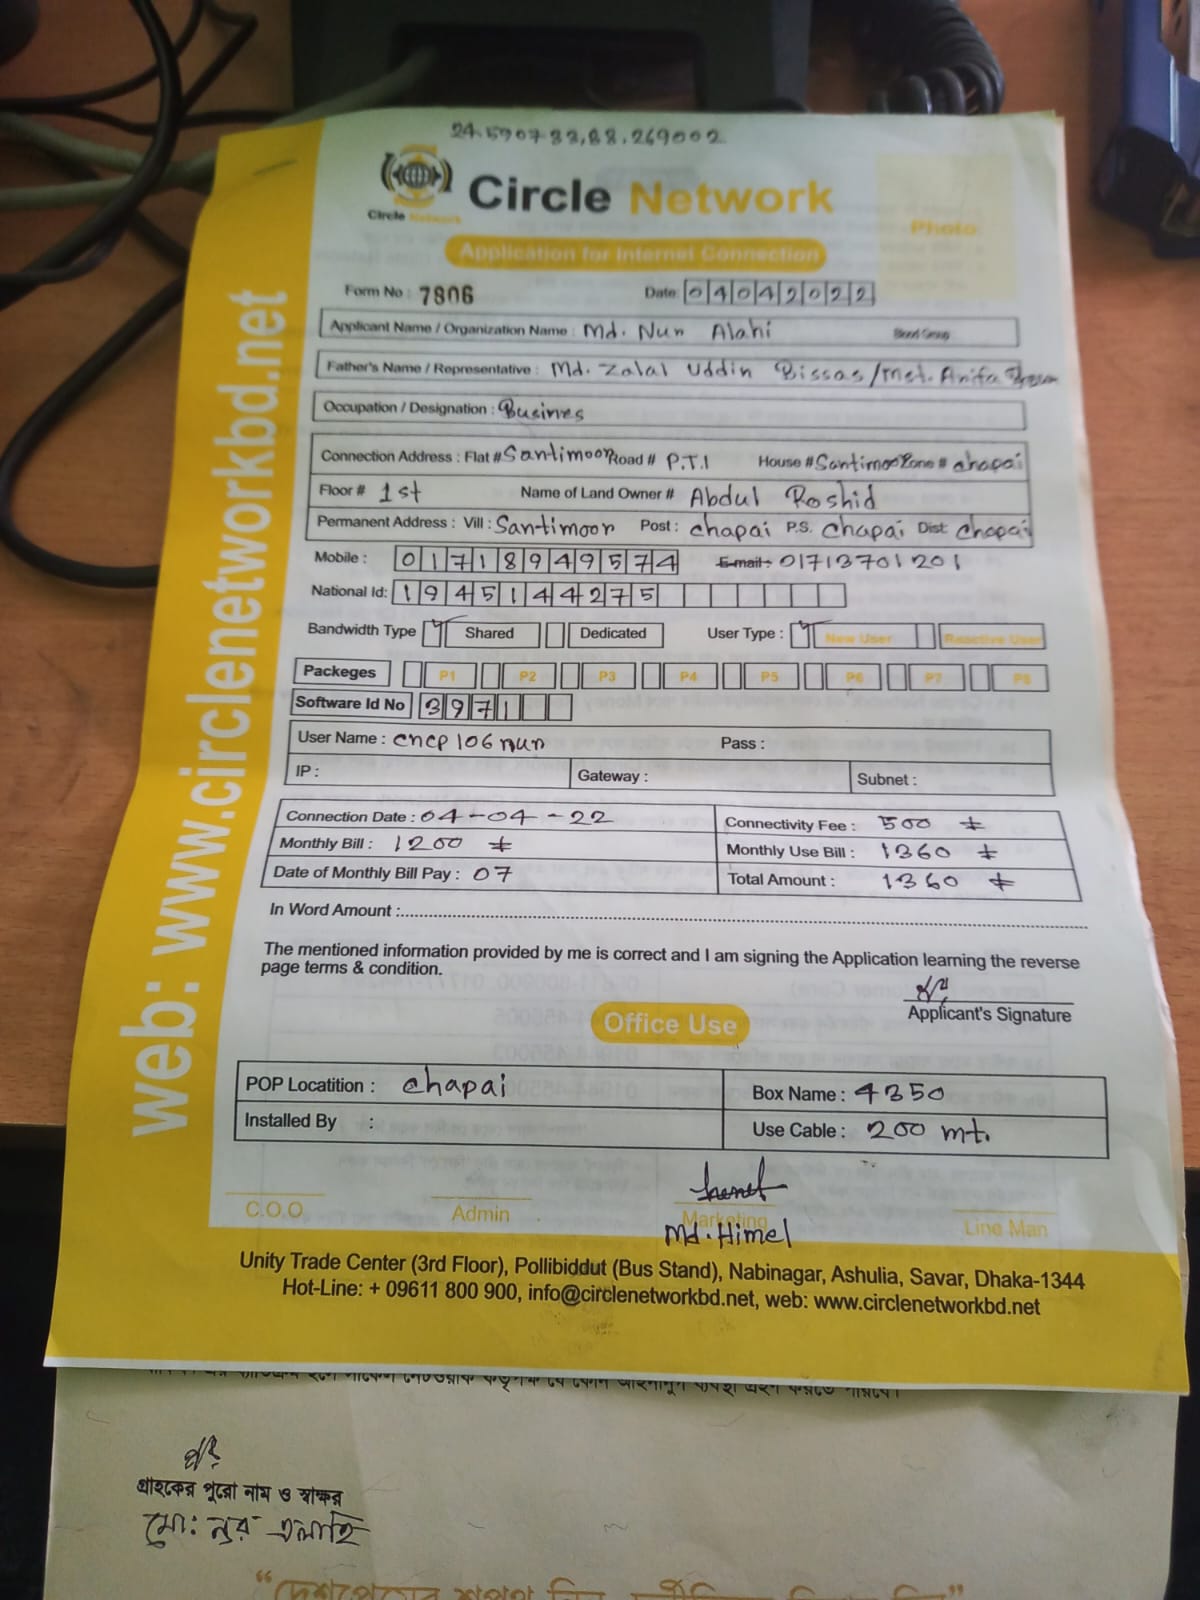 24.590733,88.269002
Circle Network
Circle Network
Photo
Application for Internet Connection
Form No : 7806 Date: 04042022
Applicant Name / Organization Name : Md. Nur Alahi Blood Group
Father's Name / Representative : Md. Zalal Uddin Bissas/Mst. Anifa
Occupation / Designation : Busines
Connection Address : Flat # Santimoor Road # P.T.I House # Santimoo Zone # chapai
Floor # 1st Name of Land Owner # Abdul Roshid
Permanent Address : Vill : Santimoor Post : chapai P.S. chapai Dist: chapai
Mobile : 01718949574 E-mail : 01713701201
National Id: 1945144275
Bandwidth Type Shared Dedicated User Type : New User Reactive User
Packeges P1 P2 P3 P4 P5 P6 P7 P8
Software Id No 3971
User Name : cncp106nur Pass :
IP : Gateway : Subnet :
Connection Date : 04-04-22 Connectivity Fee : 500
Monthly Bill : 1200 Monthly Use Bill : 1360
Date of Monthly Bill Pay : 07 Total Amount : 1360
In Word Amount :
The mentioned information provided by me is correct and I am signing the Application learning the reverse
page terms & condition.
Applicant's Signature
Office Use
POP Locatition : chapai Box Name : 4350
Installed By : Use Cable : 200 mt.
C.O.O Admin Marketing Line Man
Md. Himel
Unity Trade Center (3rd Floor), Pollibiddut (Bus Stand), Nabinagar, Ashulia, Savar, Dhaka-1344
Hot-Line: + 09611 800 900, info@circlenetworkbd.net, web: www.circlenetworkbd.net
web: www.circlenetworkbd.net
গ্রাহকের পুরো নাম ও স্বাক্ষর
মো: নুর এলাহি